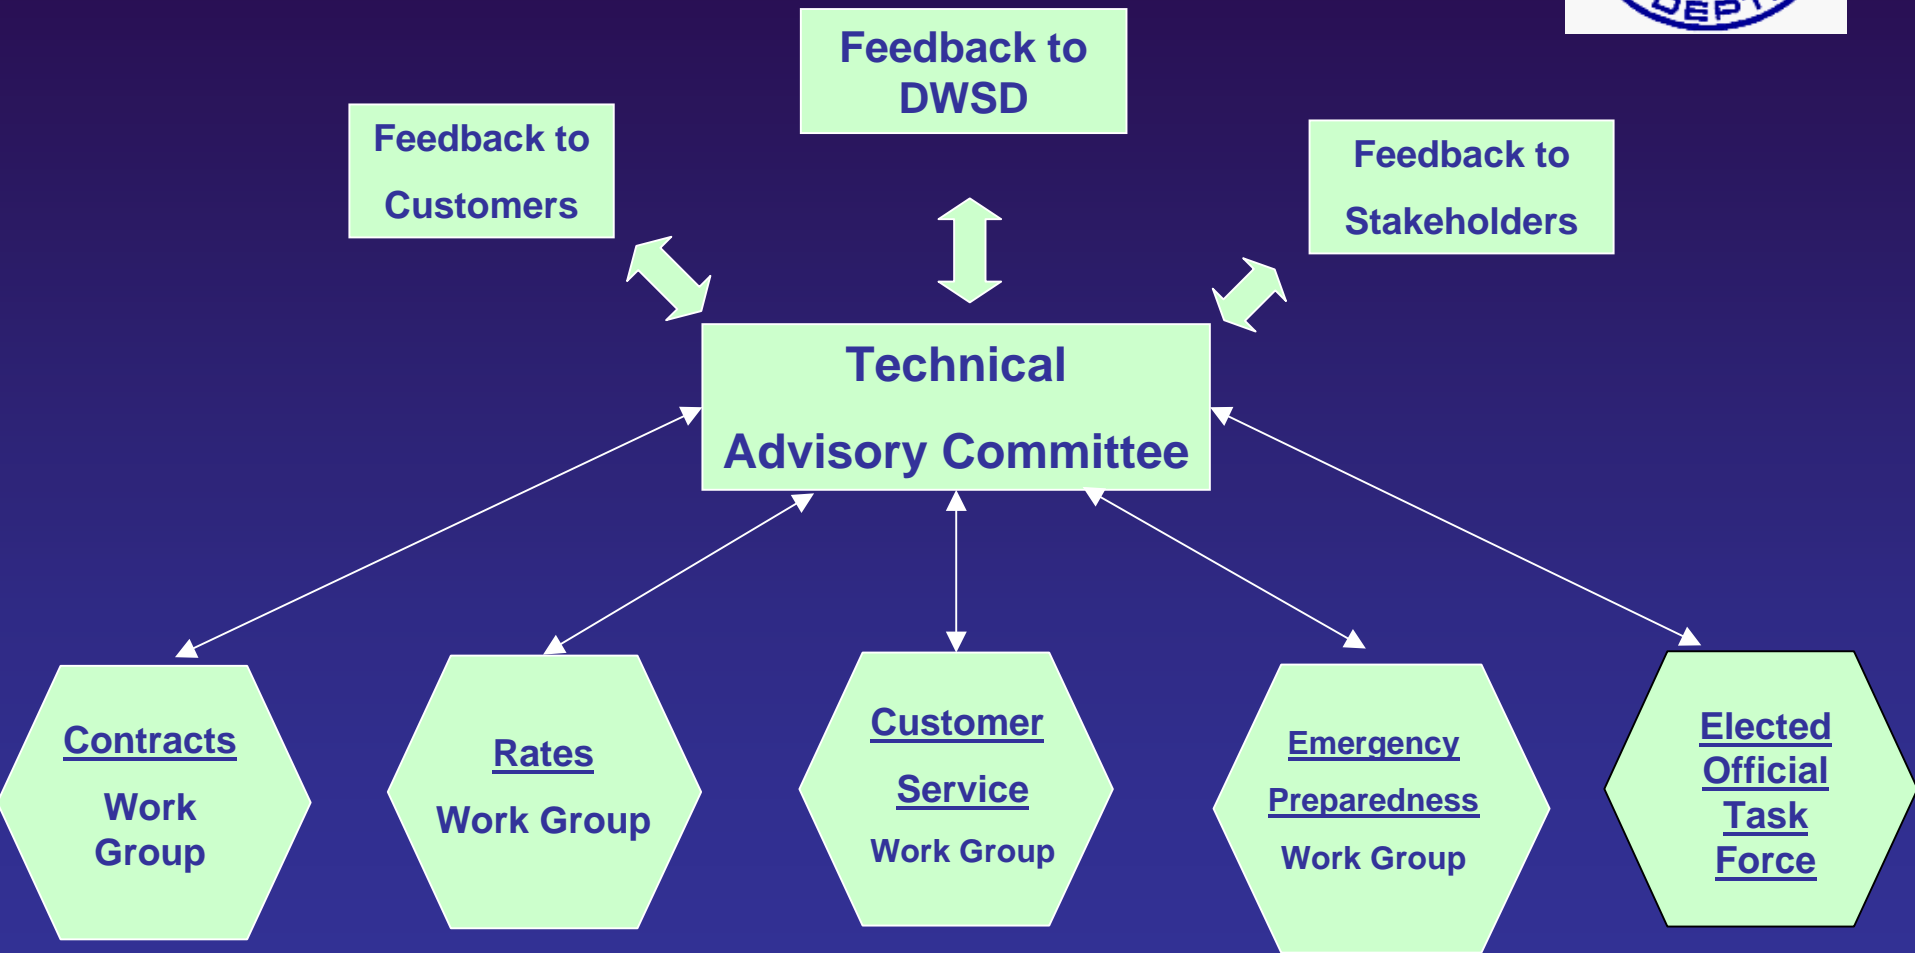 DEPT.
Feedback to
DWSD
Feedback to
Customers
Feedback to
Stakeholders
Technical
Advisory Committee
Contracts
Work
Group
Rates
Work Group
Customer
Service
Work Group
Emergency
Preparedness
Work Group
Elected
Official
Task
Force